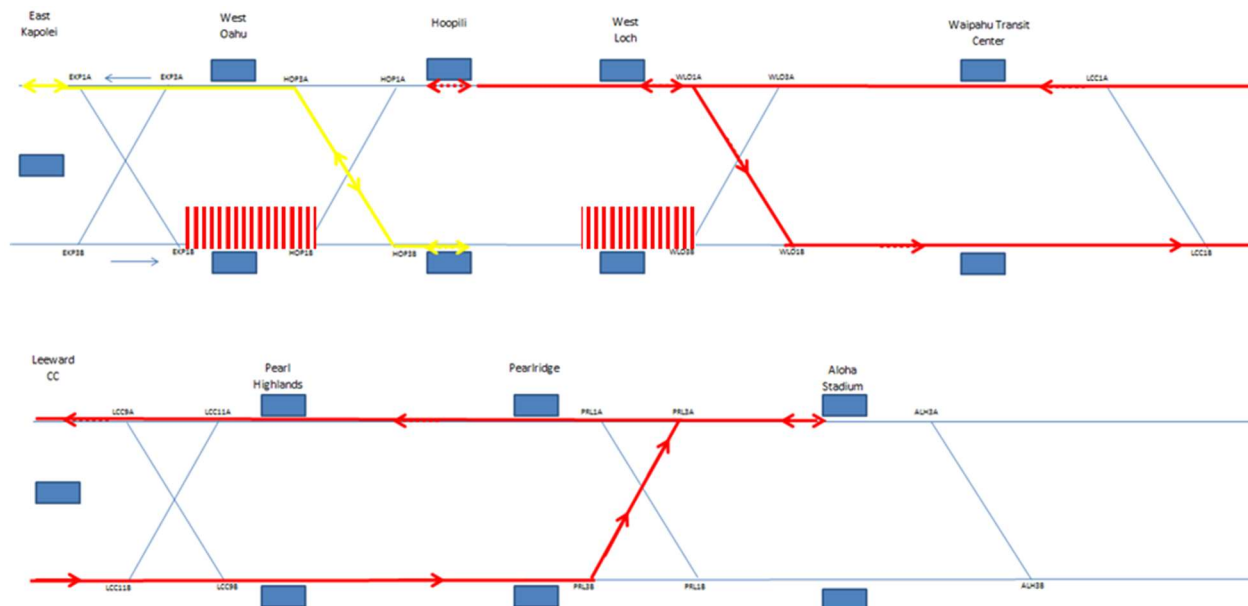 East
Kapolei
West
Oahu
Hoopili
West
Loch
Waipahu Transit
Center
EKP1A
EKP3A
HOP3A
HOP1A
WLO1A
WLO3A
LCC1A
EKP3B
EKP1B
HOP1B
HOP3B
WLO3B
WLO1B
LCC1B
Leeward
CC
Pearl
Highlands
Pearlridge
Aloha
Stadium
LCC9A
LCC11A
PRL1A
PRL3A
ALH3A
LCC11B
LCC9B
PRL3B
PRL1B
ALH3B